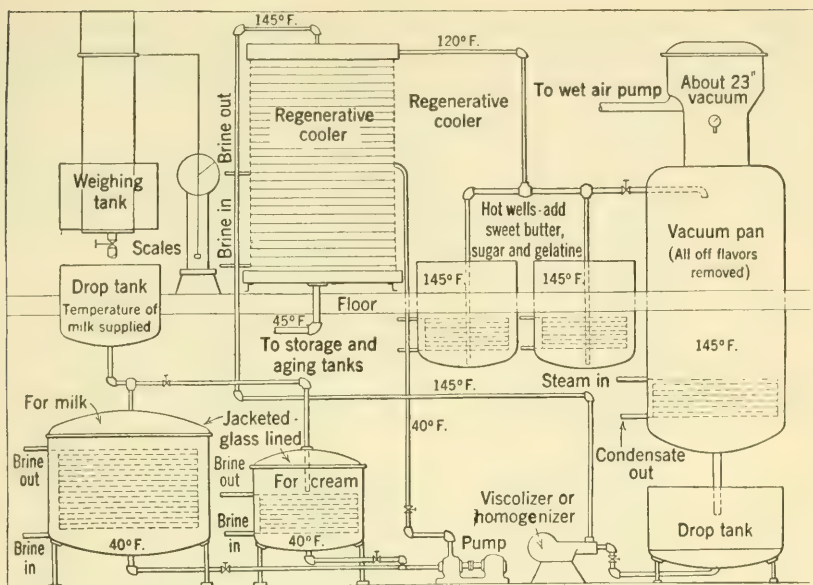 145°F.
120°F.
To wet air pump
About 23"
vacuum
Regenerative
cooler
Regenerative
cooler
Brine out
Brine in
Weighing
tank
Scales
Hot wells-add
sweet butter,
sugar and gelatine
Vacuum pan
(All off flavors
removed)
Drop tank
Temperature of
milk supplied
145°F.
145°F.
Floor
45°F.
To storage and
aging tanks
145°F.
Steam in
145°F.
For milk
Jacketed-
glass lined
40°F.
Condensate
out
Brine
out
Brine
out
For cream
Viscolizer or
homogenizer
Drop tank
Brine
in
Brine
in
40°F.
40°F.
Pump